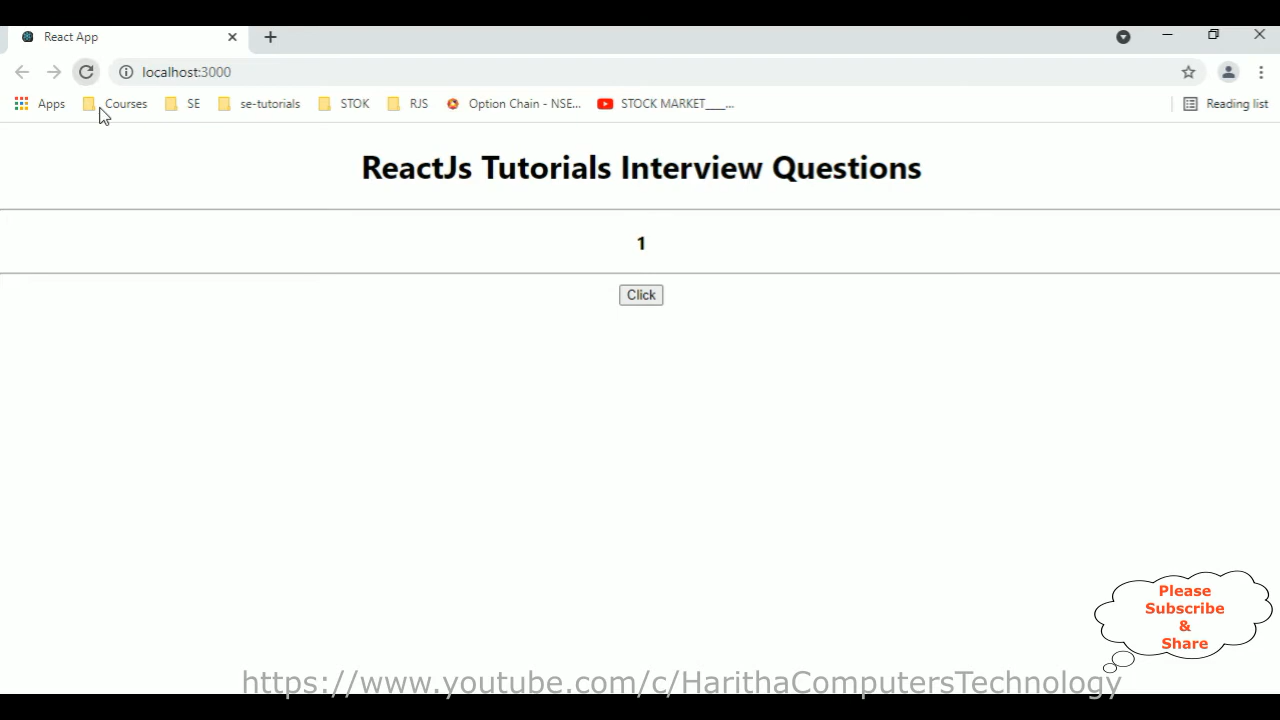 React App
localhost:3000
Apps Courses SE se-tutorials STOK RJS Option Chain - NSE... STOCK MARKET___... Reading list
ReactJs Tutorials Interview Questions
1
Click
Please
Subscribe
&
Share
https://www.youtube.com/c/HarithaComputersTechnology